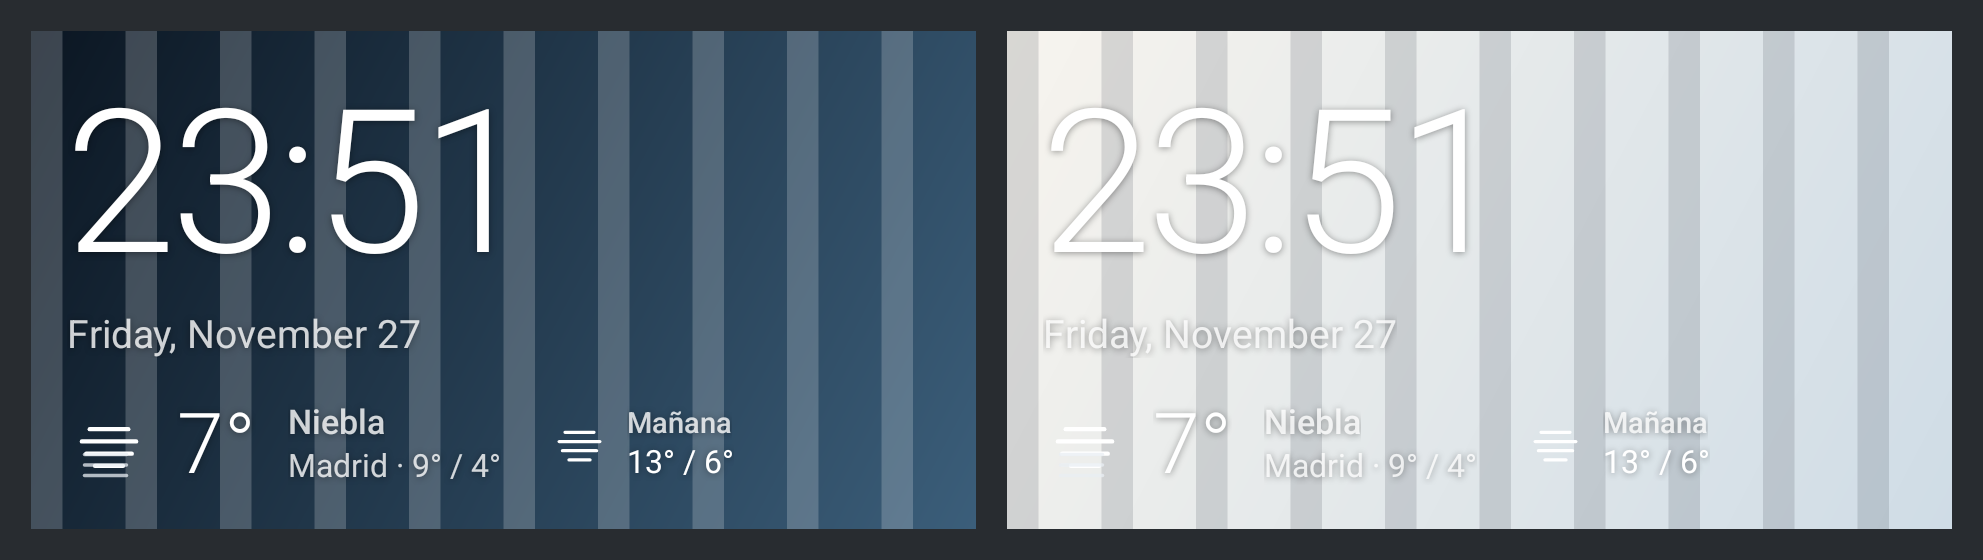 23:51
Friday, November 27
7°
Niebla
Madrid · 9° / 4°
Mañana
13° / 6°
23:51
Friday, November 27
7°
Niebla
Madrid · 9° / 4°
Mañana
13° / 6°